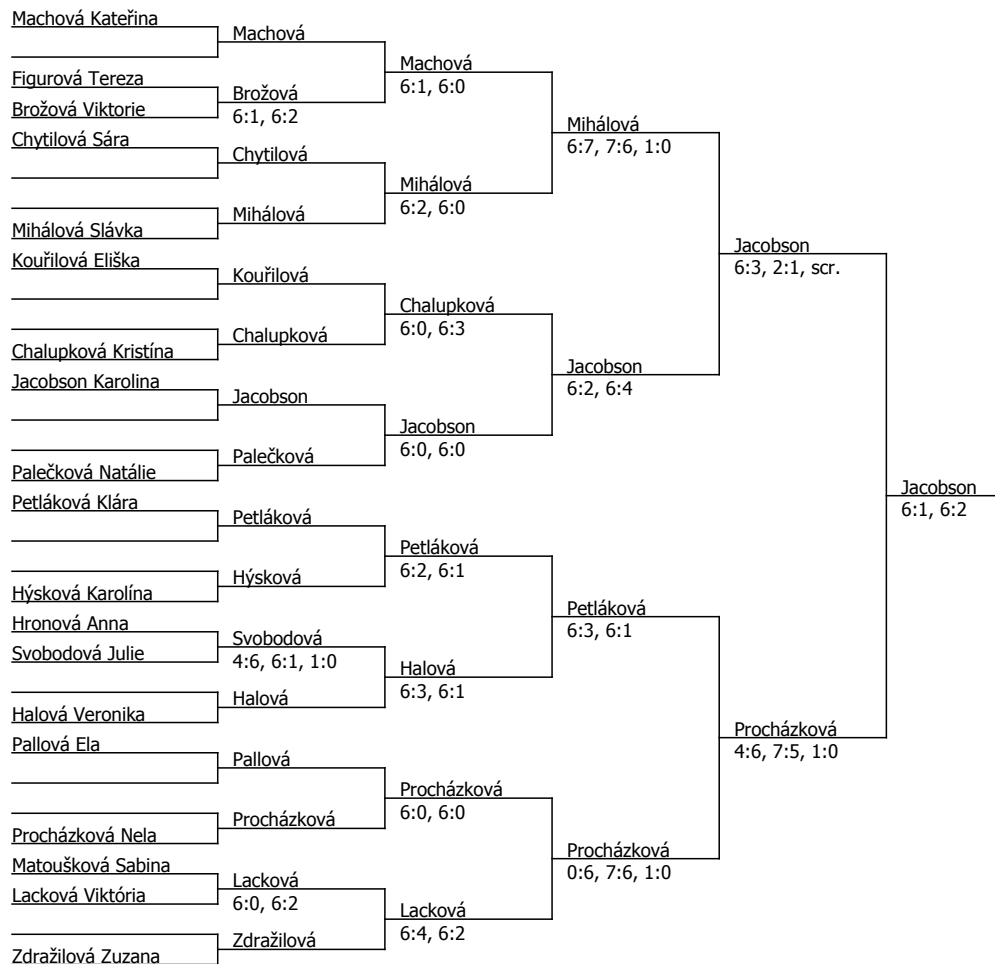 Machová Kateřina
Machová
Machová
6:1, 6:0
Figurová Tereza
Brožová
6:1, 6:2
Brožová Viktorie
Mihálová
6:7, 7:6, 1:0
Chytilová Sára
Chytilová
Mihálová
6:2, 6:0
Mihálová
Mihálová Slávka
Jacobson
6:3, 2:1, scr.
Kouřilová Eliška
Kouřilová
Chalupková
6:0, 6:3
Chalupková
Chalupková Kristína
Jacobson
6:2, 6:4
Jacobson Karolina
Jacobson
Jacobson
6:0, 6:0
Palečková
Palečková Natálie
Jacobson
6:1, 6:2
Petláková Klára
Petláková
Petláková
6:2, 6:1
Hýsková
Hýsková Karolína
Petláková
6:3, 6:1
Hronová Anna
Svobodová
4:6, 6:1, 1:0
Svobodová Julie
Halová
6:3, 6:1
Halová
Halová Veronika
Procházková
4:6, 7:5, 1:0
Pallová Ela
Pallová
Procházková
6:0, 6:0
Procházková
Procházková Nela
Procházková
0:6, 7:6, 1:0
Matoušková Sabina
Lacková
6:0, 6:2
Lacková Viktória
Lacková
6:4, 6:2
Zdražilová
Zdražilová Zuzana